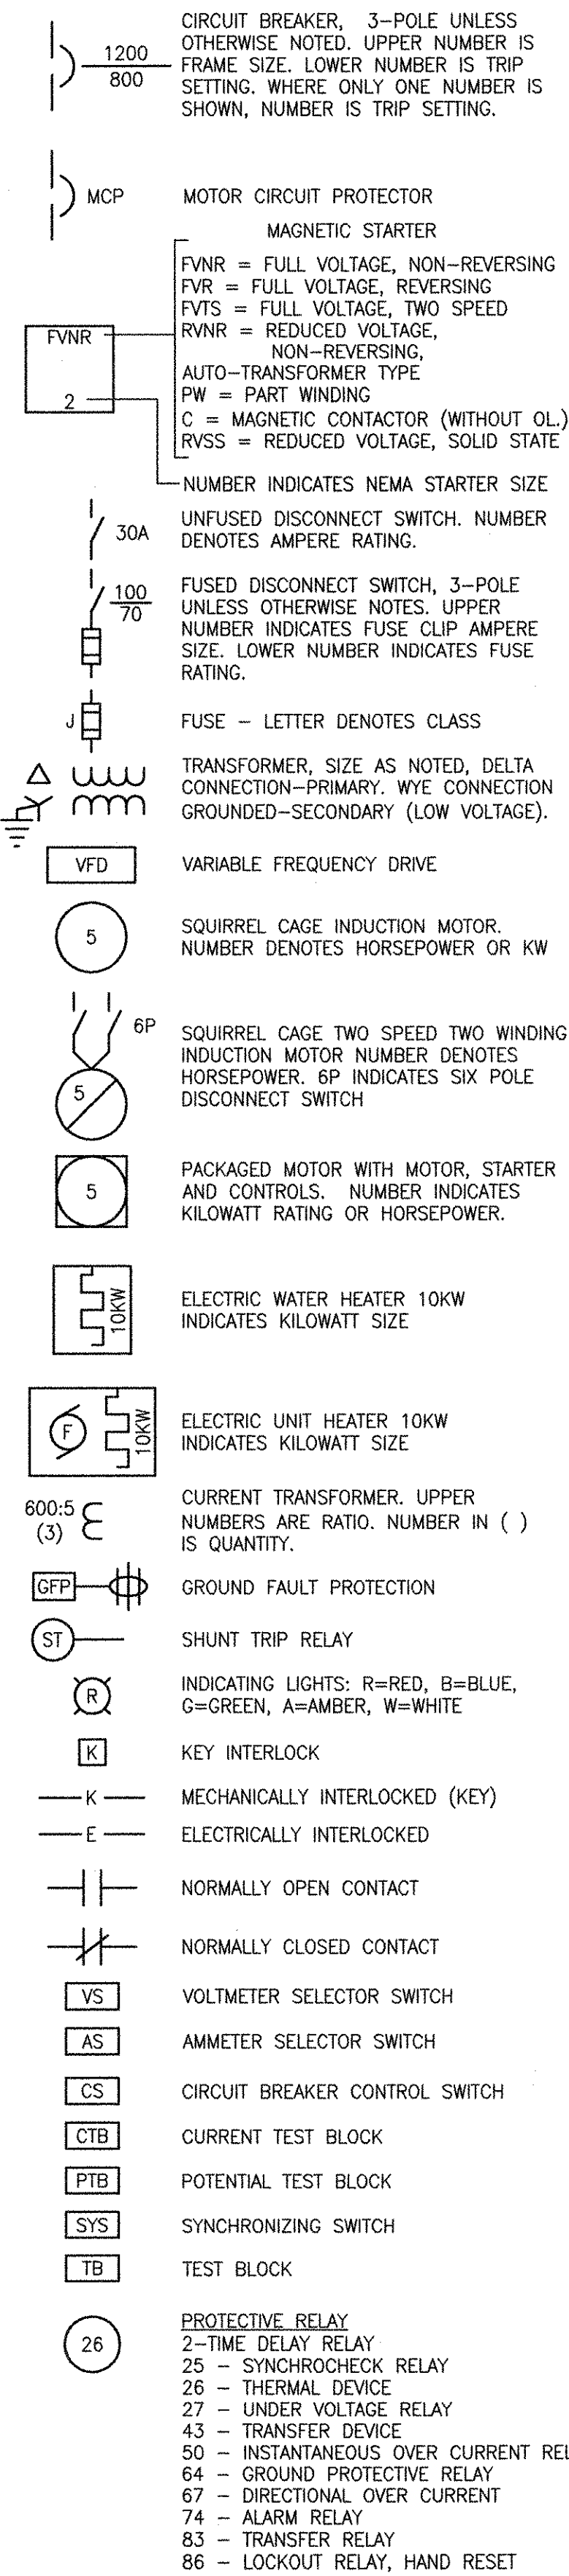 CIRCUIT BREAKER, 3-POLE UNLESS
OTHERWISE NOTED. UPPER NUMBER IS
1200
FRAME SIZE. LOWER NUMBER IS TRIP
800
SETTING. WHERE ONLY ONE NUMBER IS
SHOWN, NUMBER IS TRIP SETTING.
MCP
MOTOR CIRCUIT PROTECTOR
MAGNETIC STARTER
FVNR = FULL VOLTAGE, NON-REVERSING
FVR = FULL VOLTAGE, REVERSING
FVTS = FULL VOLTAGE, TWO SPEED
FVNR
RVNR = REDUCED VOLTAGE,
NON-REVERSING,
AUTO-TRANSFORMER TYPE
PW = PART WINDING
2
C = MAGNETIC CONTACTOR (WITHOUT OL.)
RVSS = REDUCED VOLTAGE, SOLID STATE
NUMBER INDICATES NEMA STARTER SIZE
30A
UNFUSED DISCONNECT SWITCH. NUMBER
DENOTES AMPERE RATING.
100
70
FUSED DISCONNECT SWITCH, 3-POLE
UNLESS OTHERWISE NOTES. UPPER
NUMBER INDICATES FUSE CLIP AMPERE
SIZE. LOWER NUMBER INDICATES FUSE
RATING.
J
FUSE - LETTER DENOTES CLASS
TRANSFORMER, SIZE AS NOTED, DELTA
CONNECTION-PRIMARY. WYE CONNECTION
GROUNDED-SECONDARY (LOW VOLTAGE).
VFD
VARIABLE FREQUENCY DRIVE
5
SQUIRREL CAGE INDUCTION MOTOR.
NUMBER DENOTES HORSEPOWER OR KW
6P
5
SQUIRREL CAGE TWO SPEED TWO WINDING
INDUCTION MOTOR NUMBER DENOTES
HORSEPOWER. 6P INDICATES SIX POLE
DISCONNECT SWITCH
5
PACKAGED MOTOR WITH MOTOR, STARTER
AND CONTROLS. NUMBER INDICATES
KILOWATT RATING OR HORSEPOWER.
10KW
ELECTRIC WATER HEATER 10KW
INDICATES KILOWATT SIZE
F
10KW
ELECTRIC UNIT HEATER 10KW
INDICATES KILOWATT SIZE
600:5
(3)
CURRENT TRANSFORMER. UPPER
NUMBERS ARE RATIO. NUMBER IN ( )
IS QUANTITY.
GFP
GROUND FAULT PROTECTION
ST
SHUNT TRIP RELAY
R
INDICATING LIGHTS: R=RED, B=BLUE,
G=GREEN, A=AMBER, W=WHITE
K
KEY INTERLOCK
K
MECHANICALLY INTERLOCKED (KEY)
E
ELECTRICALLY INTERLOCKED
NORMALLY OPEN CONTACT
NORMALLY CLOSED CONTACT
VS
VOLTMETER SELECTOR SWITCH
AS
AMMETER SELECTOR SWITCH
CS
CIRCUIT BREAKER CONTROL SWITCH
CTB
CURRENT TEST BLOCK
PTB
POTENTIAL TEST BLOCK
SYS
SYNCHRONIZING SWITCH
TB
TEST BLOCK
26
PROTECTIVE RELAY
2-TIME DELAY RELAY
25 - SYNCHROCHECK RELAY
26 - THERMAL DEVICE
27 - UNDER VOLTAGE RELAY
43 - TRANSFER DEVICE
50 - INSTANTANEOUS OVER CURRENT REL
64 - GROUND PROTECTIVE RELAY
67 - DIRECTIONAL OVER CURRENT
74 - ALARM RELAY
83 - TRANSFER RELAY
86 - LOCKOUT RELAY, HAND RESET